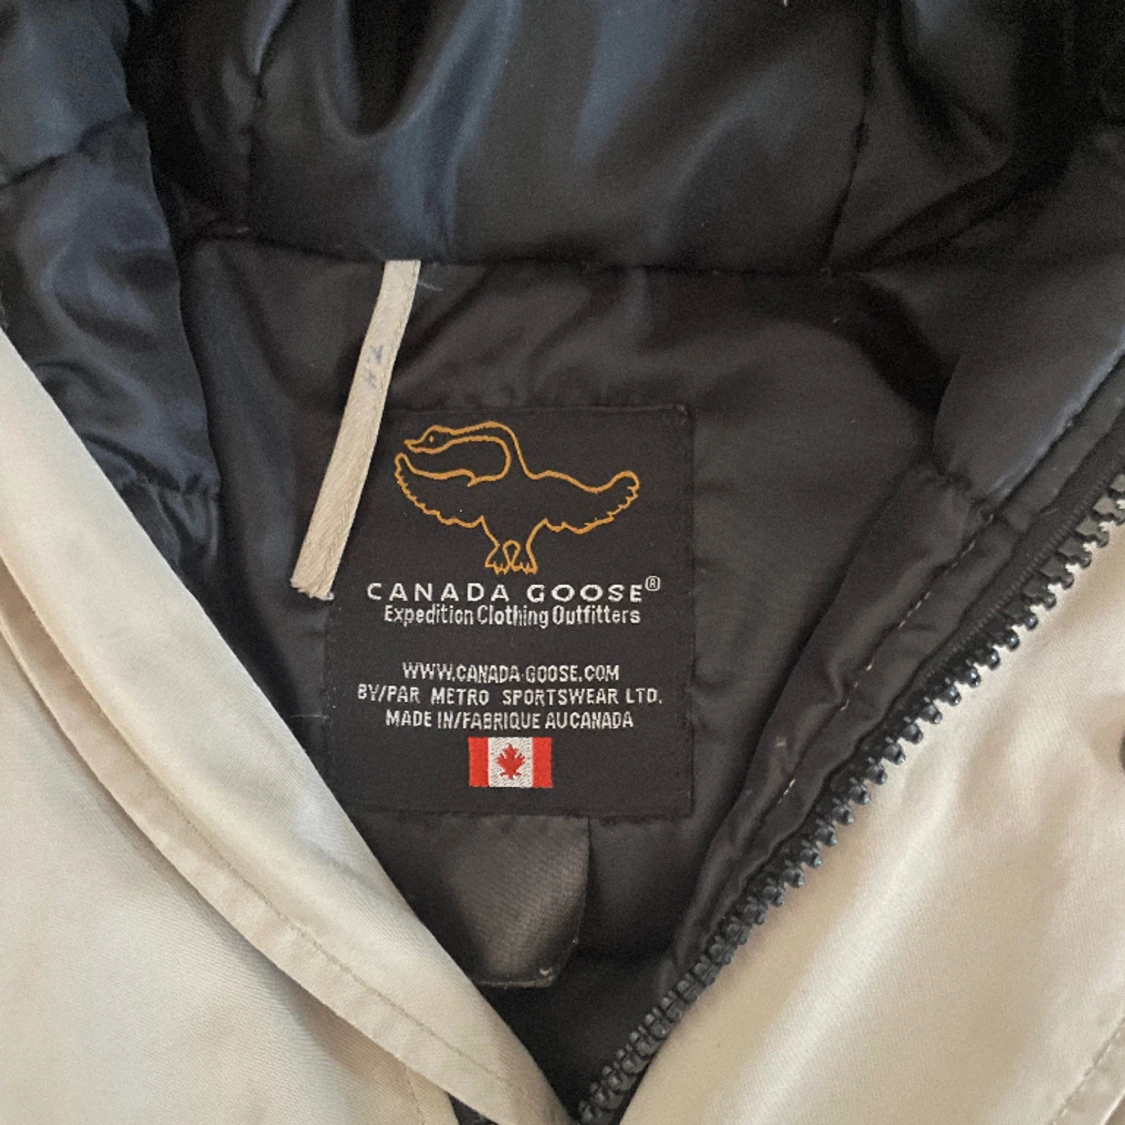 CANADA GOOSE®
Expedition Clothing Outfitters
WWW.CANADA-GOOSE.COM
BY/PAR METRO SPORTSWEAR LTD.
MADE IN/FABRIQUE AU CANADA